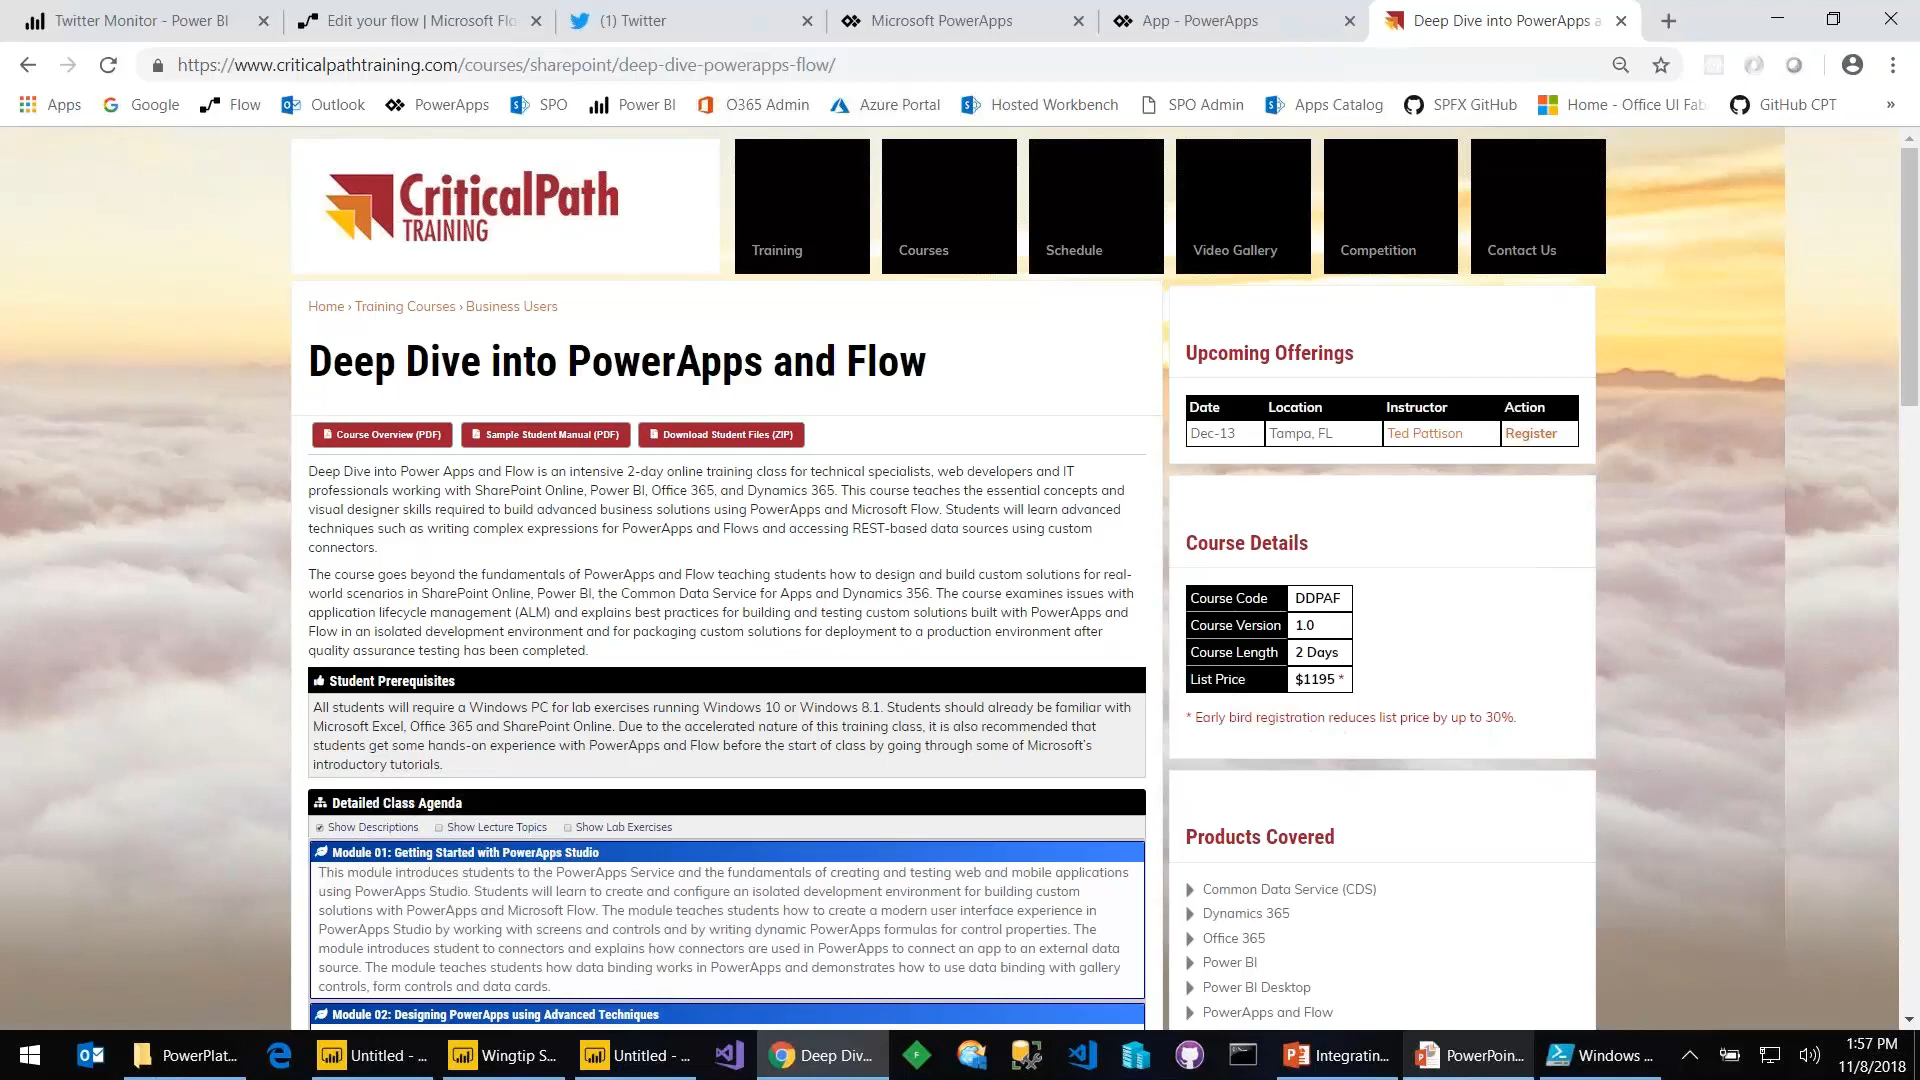 Twitter Monitor - Power BI
Edit your flow | Microsoft Flo
(1) Twitter
Microsoft PowerApps
App - PowerApps
Deep Dive into PowerApps a
https://www.criticalpathtraining.com/courses/sharepoint/deep-dive-powerapps-flow/
Apps
Google
Flow
Outlook
PowerApps
SPO
Power BI
O365 Admin
Azure Portal
Hosted Workbench
SPO Admin
Apps Catalog
SPFX GitHub
Home - Office UI Fab
GitHub CPT
»
CriticalPath
TRAINING
Training
Courses
Schedule
Video Gallery
Competition
Contact Us
Home › Training Courses › Business Users
Deep Dive into PowerApps and Flow
Course Overview (PDF)
Sample Student Manual (PDF)
Download Student Files (ZIP)
Deep Dive into Power Apps and Flow is an intensive 2-day online training class for technical specialists, web developers and IT
professionals working with SharePoint Online, Power BI, Office 365, and Dynamics 365. This course teaches the essential concepts and
visual designer skills required to build advanced business solutions using PowerApps and Microsoft Flow. Students will learn advanced
techniques such as writing complex expressions for PowerApps and Flows and accessing REST-based data sources using custom
connectors.
The course goes beyond the fundamentals of PowerApps and Flow teaching students how to design and build custom solutions for real-
world scenarios in SharePoint Online, Power BI, the Common Data Service for Apps and Dynamics 356. The course examines issues with
application lifecycle management (ALM) and explains best practices for building and testing custom solutions built with PowerApps and
Flow in an isolated development environment and for packaging custom solutions for deployment to a production environment after
quality assurance testing has been completed.
Student Prerequisites
All students will require a Windows PC for lab exercises running Windows 10 or Windows 8.1. Students should already be familiar with
Microsoft Excel, Office 365 and SharePoint Online. Due to the accelerated nature of this training class, it is also recommended that
students get some hands-on experience with PowerApps and Flow before the start of class by going through some of Microsoft's
introductory tutorials.
Detailed Class Agenda
Show Descriptions
Show Lecture Topics
Show Lab Exercises
Module 01: Getting Started with PowerApps Studio
This module introduces students to the PowerApps Service and the fundamentals of creating and testing web and mobile applications
using PowerApps Studio. Students will learn to create and configure an isolated development environment for building custom
solutions with PowerApps and Microsoft Flow. The module teaches students how to create a modern user interface experience in
PowerApps Studio by working with screens and controls and by writing dynamic PowerApps formulas for control properties. The
module introduces student to connectors and explains how connectors are used in PowerApps to connect an app to an external data
source. The module teaches students how data binding works in PowerApps and demonstrates how to use data binding with gallery
controls, form controls and data cards.
Module 02: Designing PowerApps using Advanced Techniques
Upcoming Offerings
Date Location Instructor Action
Dec-13 Tampa, FL Ted Pattison Register
Course Details
Course Code DDPAF
Course Version 1.0
Course Length 2 Days
List Price $1195 *
* Early bird registration reduces list price by up to 30%.
Products Covered
Common Data Service (CDS)
Dynamics 365
Office 365
Power BI
Power BI Desktop
PowerApps and Flow
PowerPlat...
Untitled - ...
Wingtip S...
Untitled - ...
Deep Div...
Integratin...
PowerPoin...
Windows ...
1:57 PM
11/8/2018